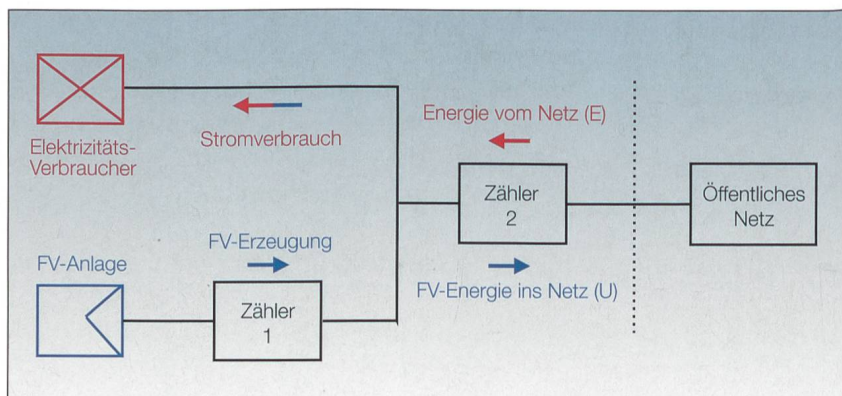 Elektrizitäts-
Verbraucher
Stromverbrauch
Energie vom Netz (E)
Zähler
2
Öffentliches
Netz
FV-Anlage
FV-Erzeugung
Zähler
1
FV-Energie ins Netz (U)